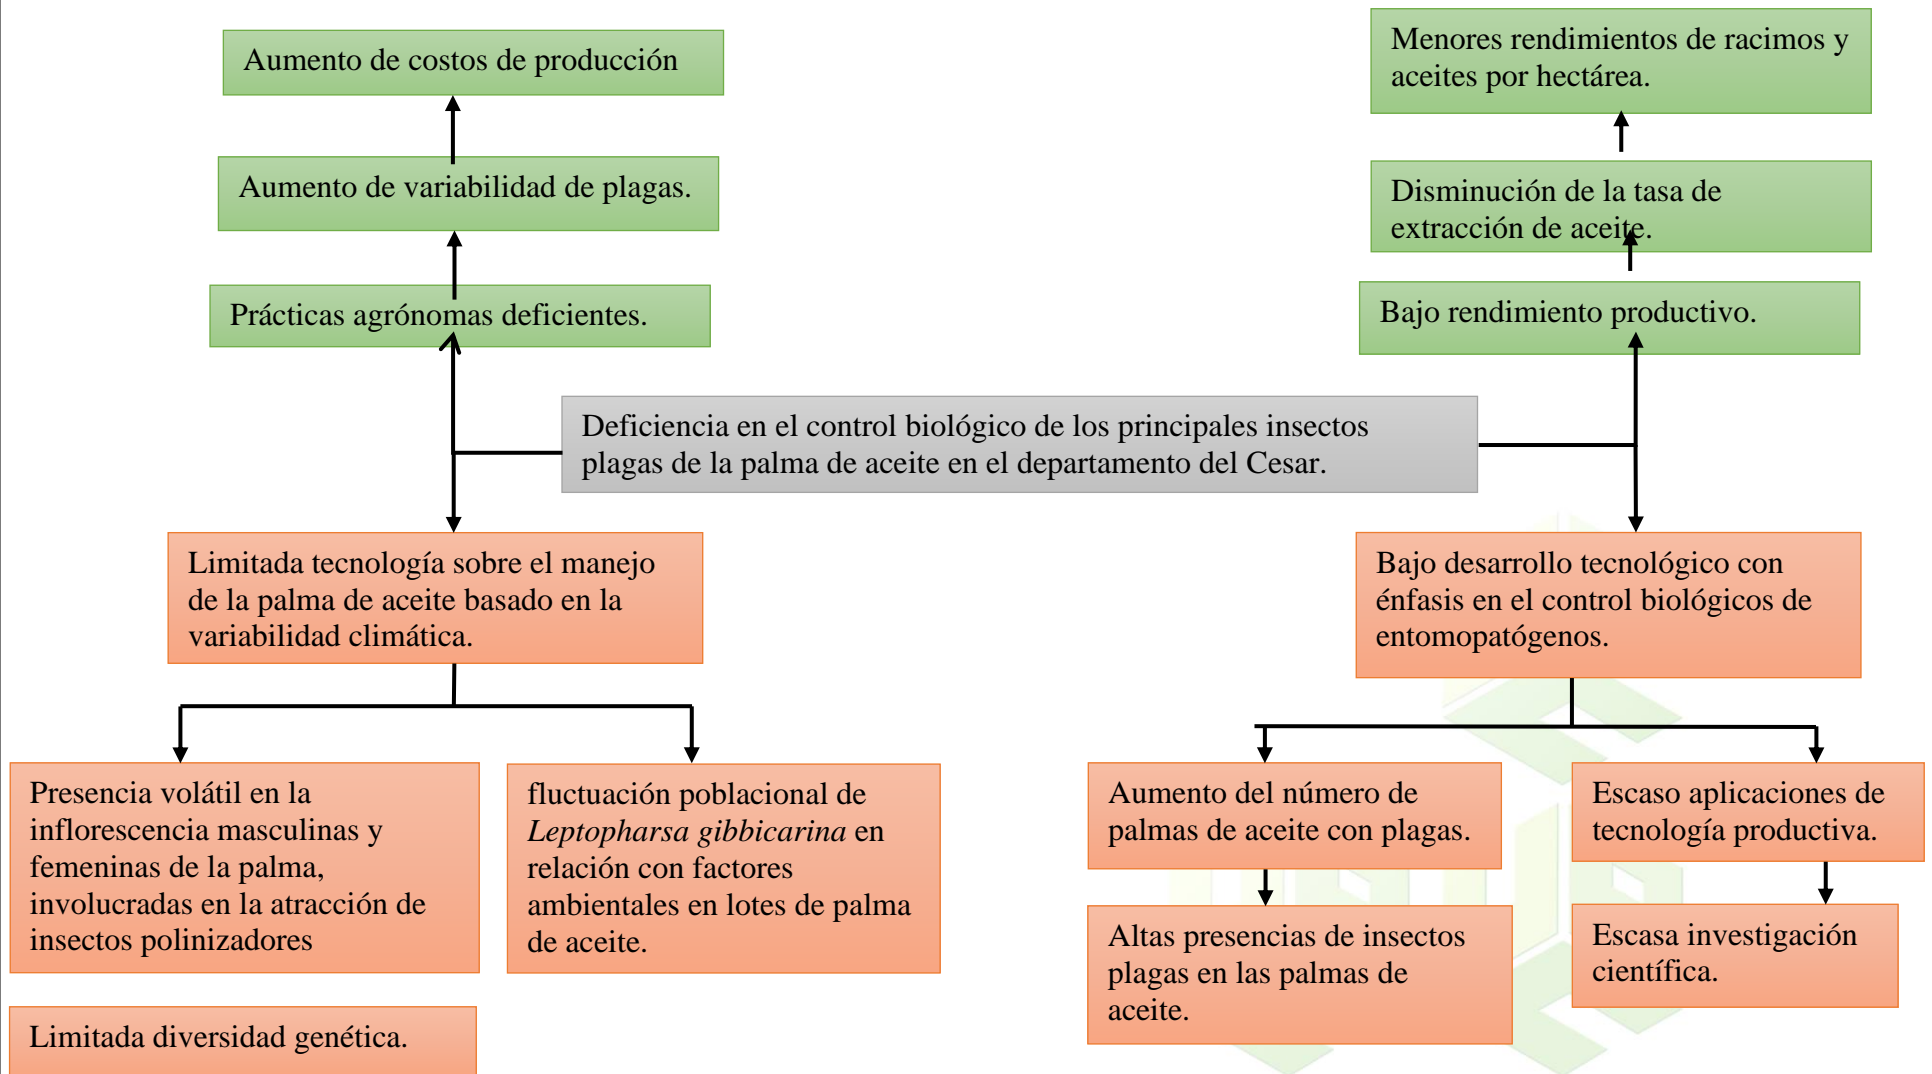 Aumento de costos de producción
Menores rendimientos de racimos y
aceites por hectárea.
Aumento de variabilidad de plagas.
Disminución de la tasa de
extracción de aceite.
Prácticas agrónomas deficientes.
Bajo rendimiento productivo.
Deficiencia en el control biológico de los principales insectos
plagas de la palma de aceite en el departamento del Cesar.
Limitada tecnología sobre el manejo
de la palma de aceite basado en la
variabilidad climática.
Bajo desarrollo tecnológico con
énfasis en el control biológicos de
entomopatógenos.
Presencia volátil en la
inflorescencia masculinas y
femeninas de la palma,
involucradas en la atracción de
insectos polinizadores
fluctuación poblacional de
Leptopharsa gibbicarina en
relación con factores
ambientales en lotes de palma
de aceite.
Aumento del número de
palmas de aceite con plagas.
Escaso aplicaciones de
tecnología productiva.
Altas presencias de insectos
plagas en las palmas de
aceite.
Escasa investigación
científica.
Limitada diversidad genética.